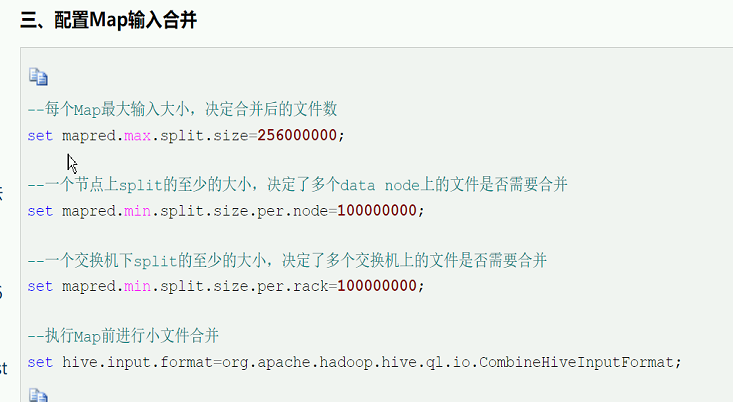 三、配置Map输入合并
--每个Map最大输入大小，决定合并后的文件数
set mapred.max.split.size=256000000;
--一个节点上split的至少的大小，决定了多个data node上的文件是否需要合并
set mapred.min.split.size.per.node=100000000;
--一个交换机下split的至少的大小，决定了多个交换机上的文件是否需要合并
set mapred.min.split.size.per.rack=100000000;
--执行Map前进行小文件合并
set hive.input.format=org.apache.hadoop.hive.ql.io.CombineHiveInputFormat;
st